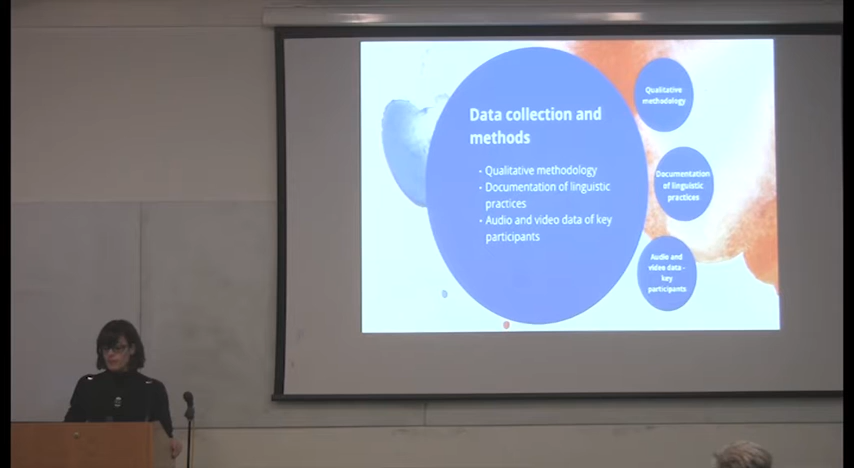 Data collection and
methods
- Qualitative methodology
- Documentation of linguistic
practices
- Audio and video data of key
participants
Qualitative
methadology
Documentation
of linguistic
practices
Audio and
video data -
key
participants